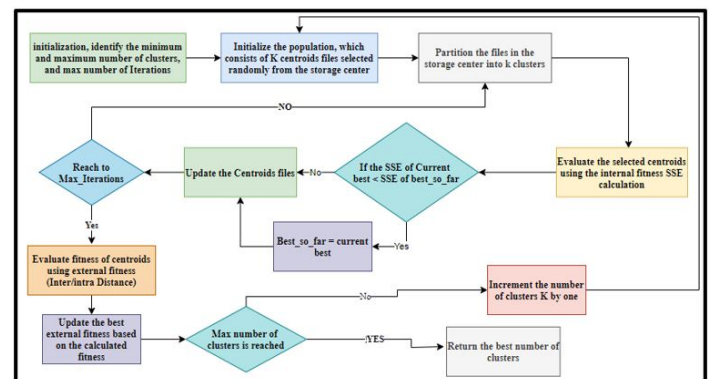 initialization, identify the minimum
and maximum number of clusters,
and max number of Iterations
Initialize the population, which
consists of K centroids files selected
randomly from the storage center
Partition the files in the
storage center into k clusters
NO
Reach to
Max_Iterations
Update the Centroids files
No
If the SSE of Current
best < SSE of best_so_far
Evaluate the selected centroids
using the internal fitness SSE
calculation
Yes
Best_so_far = current
best
Yes
Evaluate fitness of centroids
using external fitness
(Inter/intra Distance)
No
Increment the number
of clusters K by one
Update the best
external fitness based
on the calculated
fitness
Max number of
clusters is reached
YES
Return the best number of
clusters